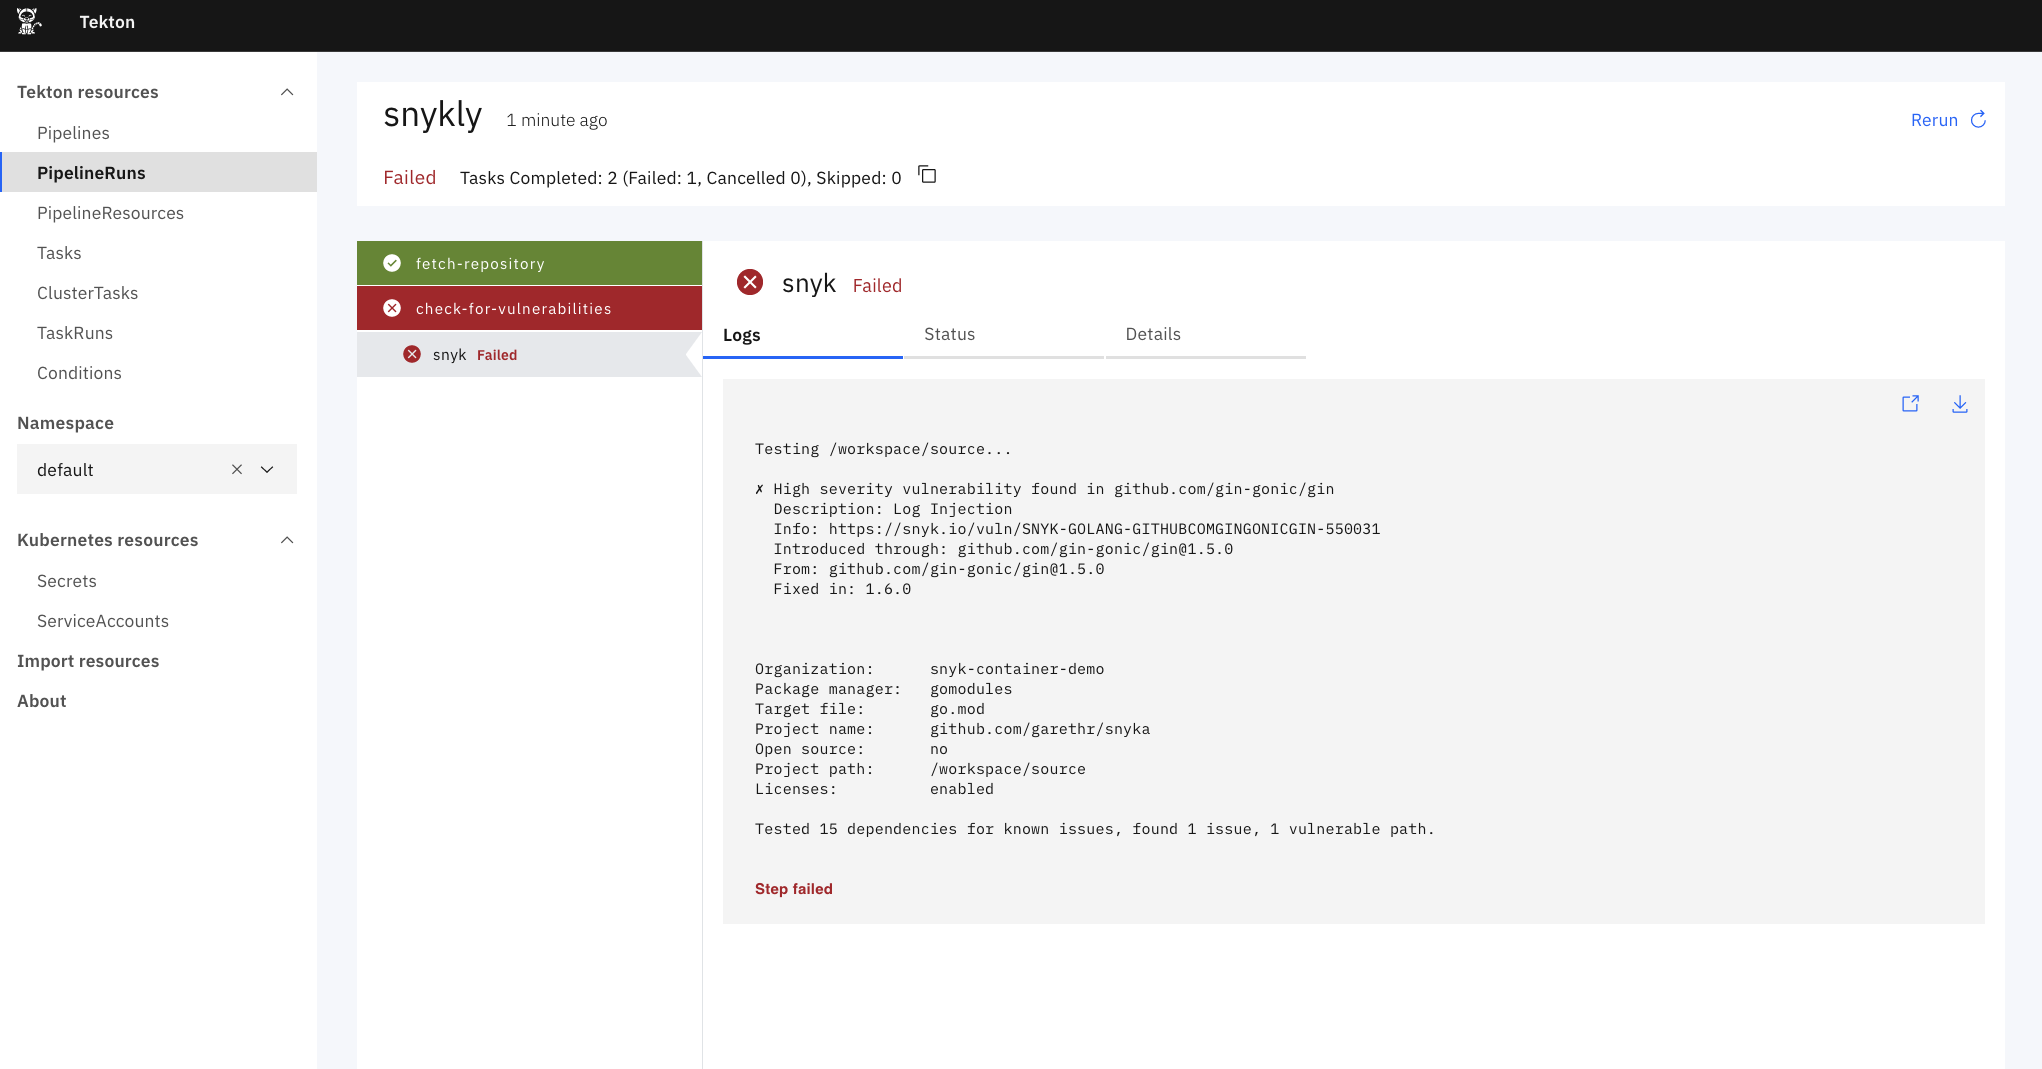 Tekton
Tekton resources
Pipelines
PipelineRuns
PipelineResources
Tasks
ClusterTasks
TaskRuns
Conditions
Namespace
default
Kubernetes resources
Secrets
ServiceAccounts
Import resources
About
snykly 1 minute ago
Rerun
Failed Tasks Completed: 2 (Failed: 1, Cancelled 0), Skipped: 0
fetch-repository
check-for-vulnerabilities
snyk Failed
snyk Failed
Logs Status Details
Testing /workspace/source...
✗ High severity vulnerability found in github.com/gin-gonic/gin
Description: Log Injection
Info: https://snyk.io/vuln/SNYK-GOLANG-GITHUBCOMGINGONICGIN-550031
Introduced through: github.com/gin-gonic/gin@1.5.0
From: github.com/gin-gonic/gin@1.5.0
Fixed in: 1.6.0
Organization: snyk-container-demo
Package manager: gomodules
Target file: go.mod
Project name: github.com/garethr/snyka
Open source: no
Project path: /workspace/source
Licenses: enabled
Tested 15 dependencies for known issues, found 1 issue, 1 vulnerable path.
Step failed